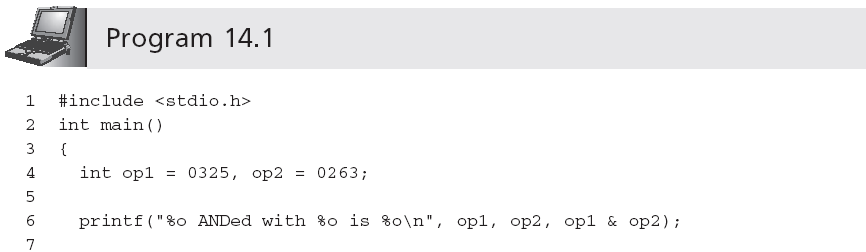 Program 14.1
1 #include <stdio.h>
2 int main()
3 {
4 int op1 = 0325, op2 = 0263;
5
6 printf("%o ANDed with %o is %o\n", op1, op2, op1 & op2);
7